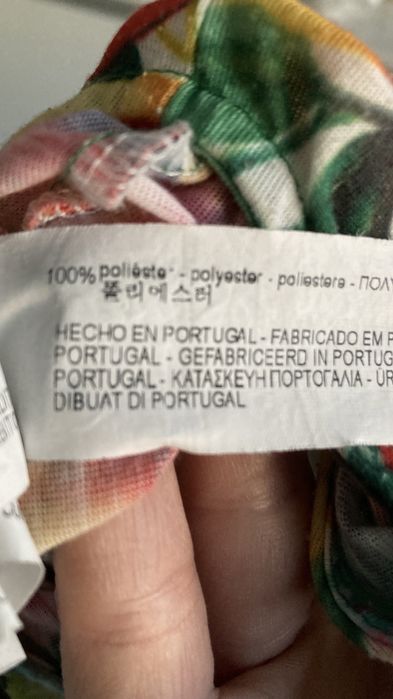 100% poliéster - polyester - poliestere - ΠΟΛΥ
폴리에스터
HECHO EN PORTUGAL - FABRICADO EM P
PORTUGAL - GEFABRICEERD IN PORTUG
PORTUGAL - ΚΑΤΑΣΚΕΥΗ ΠΟΡΤΟΓΑΛΙΑ - ÜR
DIBUAT DI PORTUGAL